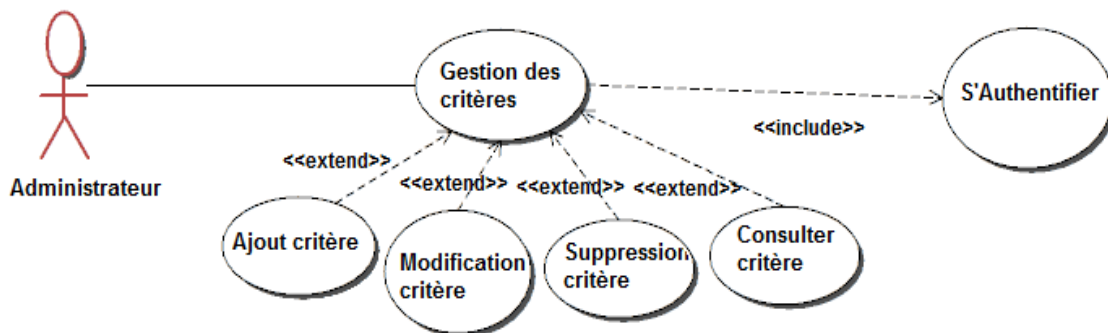 Gestion des
critères
S'Authentifier
<<include>>
Administrateur
<<extend>>
<<extend>>
<<extend>>
<<extend>>
Ajout critère
Modification
critère
Suppression
critère
Consulter
critère